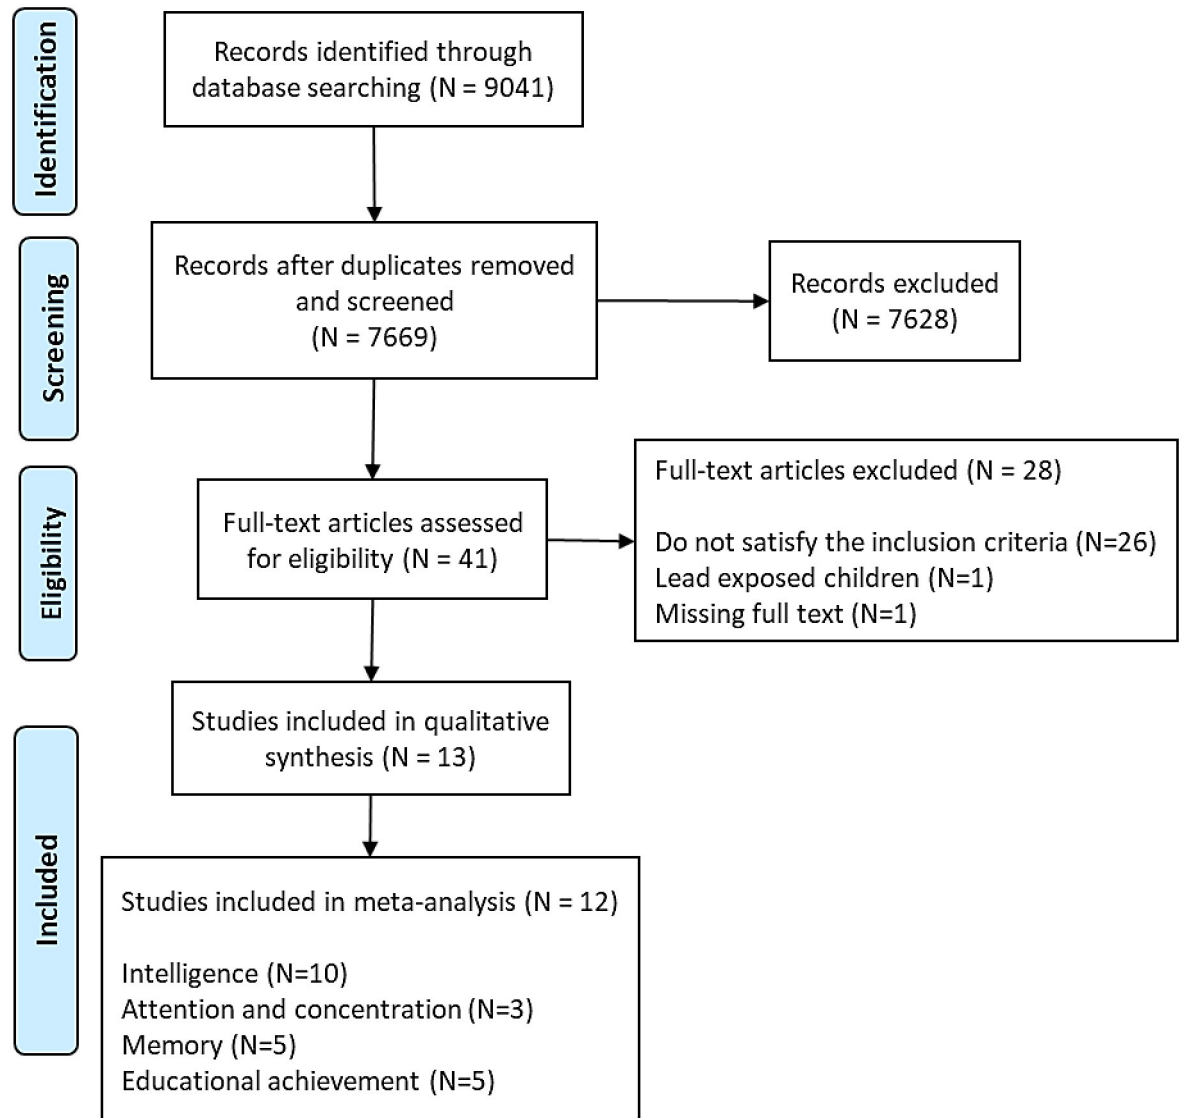 Identification
Records identified through
database searching (N = 9041)
Screening
Records after duplicates removed
and screened
(N = 7669)
Records excluded
(N = 7628)
Eligibility
Full-text articles assessed
for eligibility (N = 41)
Full-text articles excluded (N = 28)
Do not satisfy the inclusion criteria (N=26)
Lead exposed children (N=1)
Missing full text (N=1)
Included
Studies included in qualitative
synthesis (N = 13)
Studies included in meta-analysis (N = 12)
Intelligence (N=10)
Attention and concentration (N=3)
Memory (N=5)
Educational achievement (N=5)